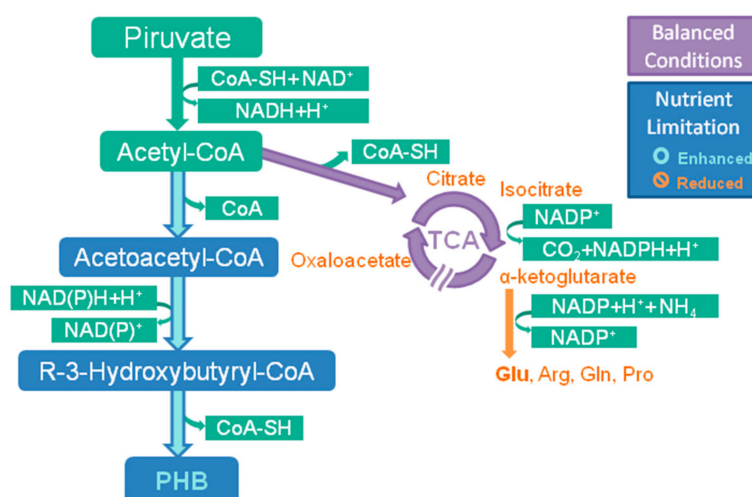 Piruvate
CoA-SH+NAD⁺
NADH+H⁺
Acetyl-CoA
CoA-SH
CoA
Acetoacetyl-CoA
NAD(P)H+H⁺
NAD(P)⁺
R-3-Hydroxybutyryl-CoA
CoA-SH
PHB
Citrate
Isocitrate
TCA
Oxaloacetate
NADP⁺
CO₂+NADPH+H⁺
α-ketoglutarate
NADP+H⁺+NH₄
NADP⁺
Glu, Arg, Gln, Pro
Balanced
Conditions
Nutrient
Limitation
Enhanced
Reduced